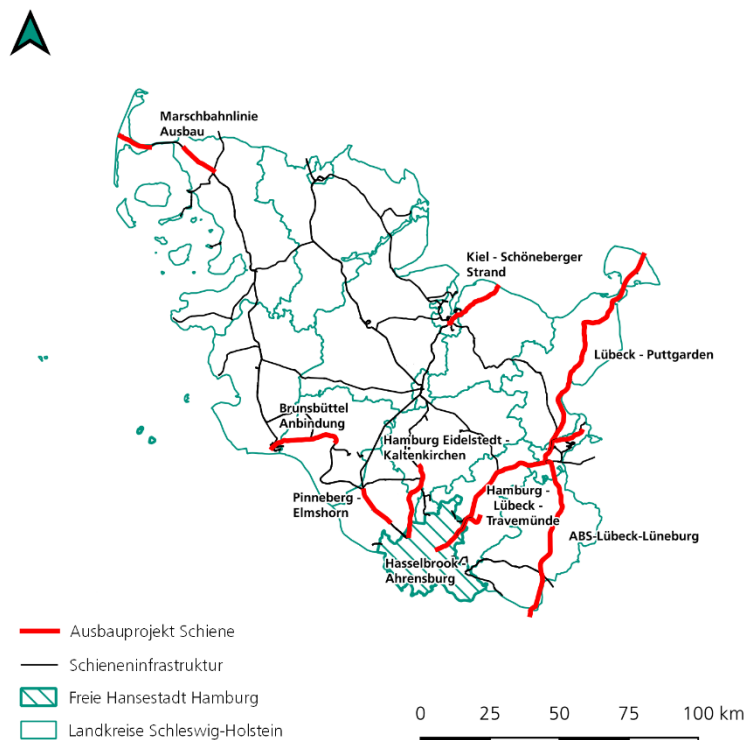 Marschbahnlinie
Ausbau
Kiel - Schöneberger
Strand
Lübeck - Puttgarden
Brunsbüttel
Anbindung
Hamburg Eidelstedt -
Kaltenkirchen
Pinneberg -
Elmshorn
Hamburg -
Lübeck -
Travemünde
ABS-Lübeck-Lüneburg
Hasselbrook -
Ahrensburg
Ausbauprojekt Schiene
Schieneninfrastruktur
Freie Hansestadt Hamburg
Landkreise Schleswig-Holstein
0 25 50 75 100 km